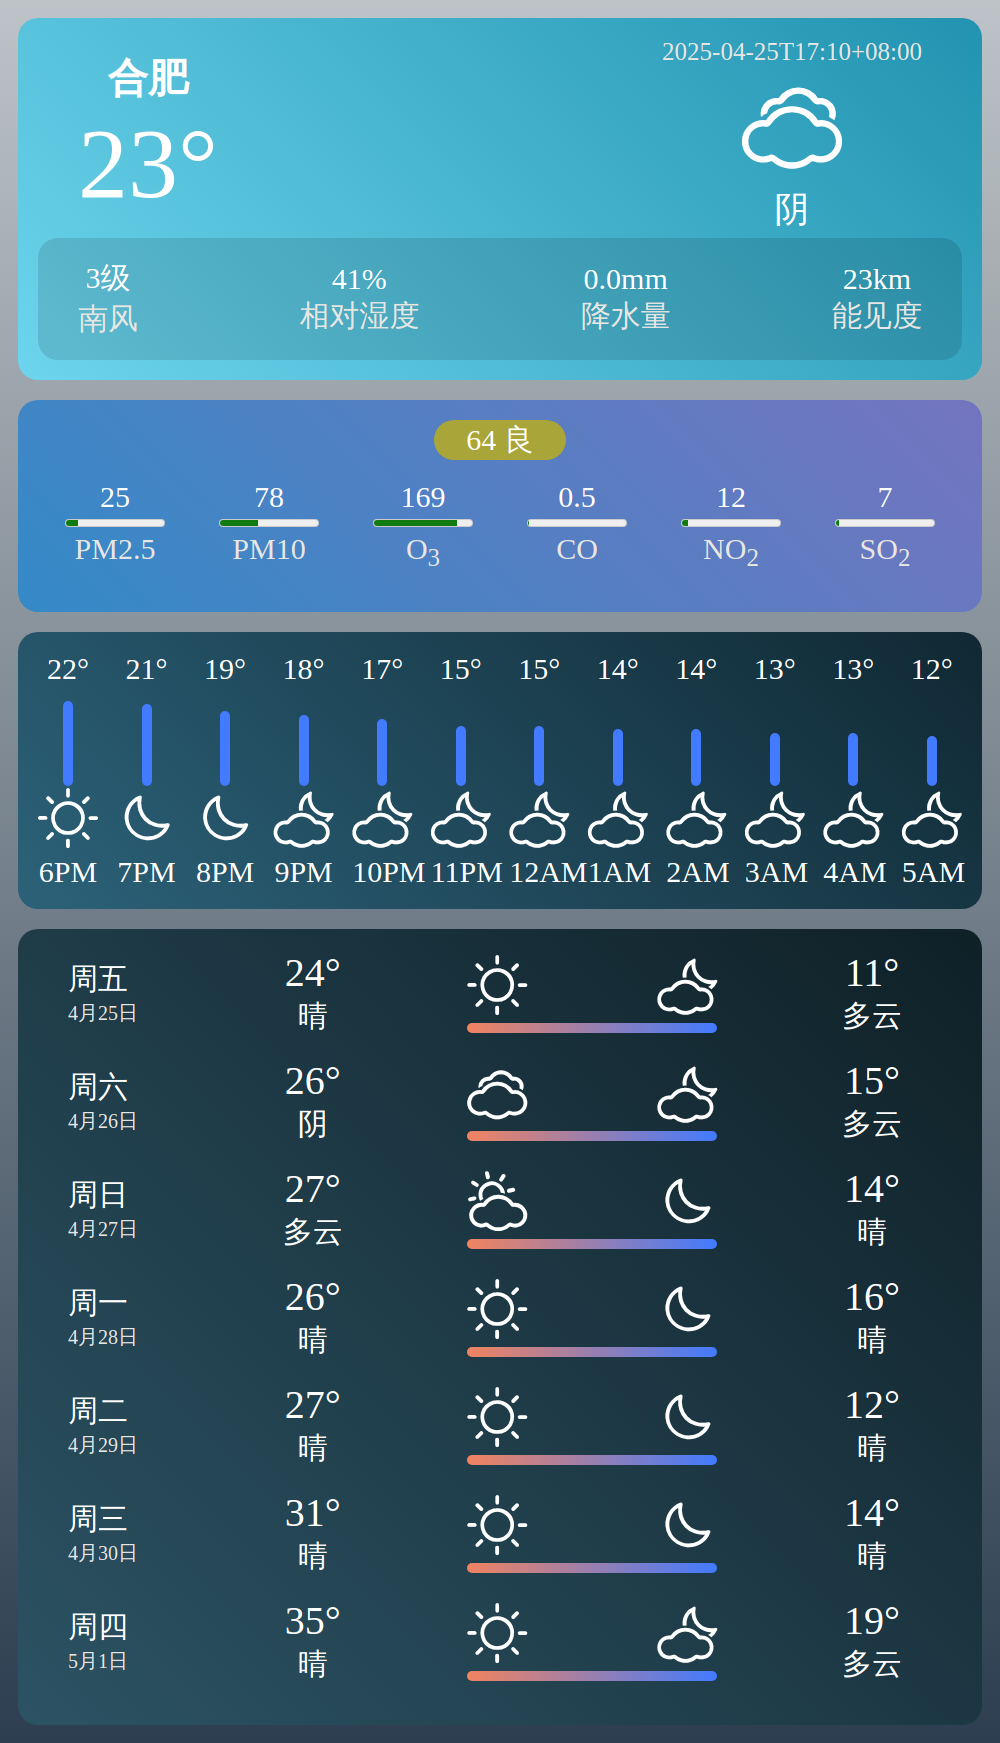 合肥
23°
2025-04-25T17:10+08:00
阴
3级 41% 0.0mm 23km
南风 相对湿度 降水量 能见度
64 良
25 78 169 0.5 12 7
PM2.5 PM10 O3 CO NO2 SO2
22° 21° 19° 18° 17° 15° 15° 14° 14° 13° 13° 12°
6PM 7PM 8PM 9PM 10PM 11PM 12AM 1AM 2AM 3AM 4AM 5AM
周五 24° 11°
4月25日 晴 多云
周六 26° 15°
4月26日 阴 多云
周日 27° 14°
4月27日 多云 晴
周一 26° 16°
4月28日 晴 晴
周二 27° 12°
4月29日 晴 晴
周三 31° 14°
4月30日 晴 晴
周四 35° 19°
5月1日 晴 多云